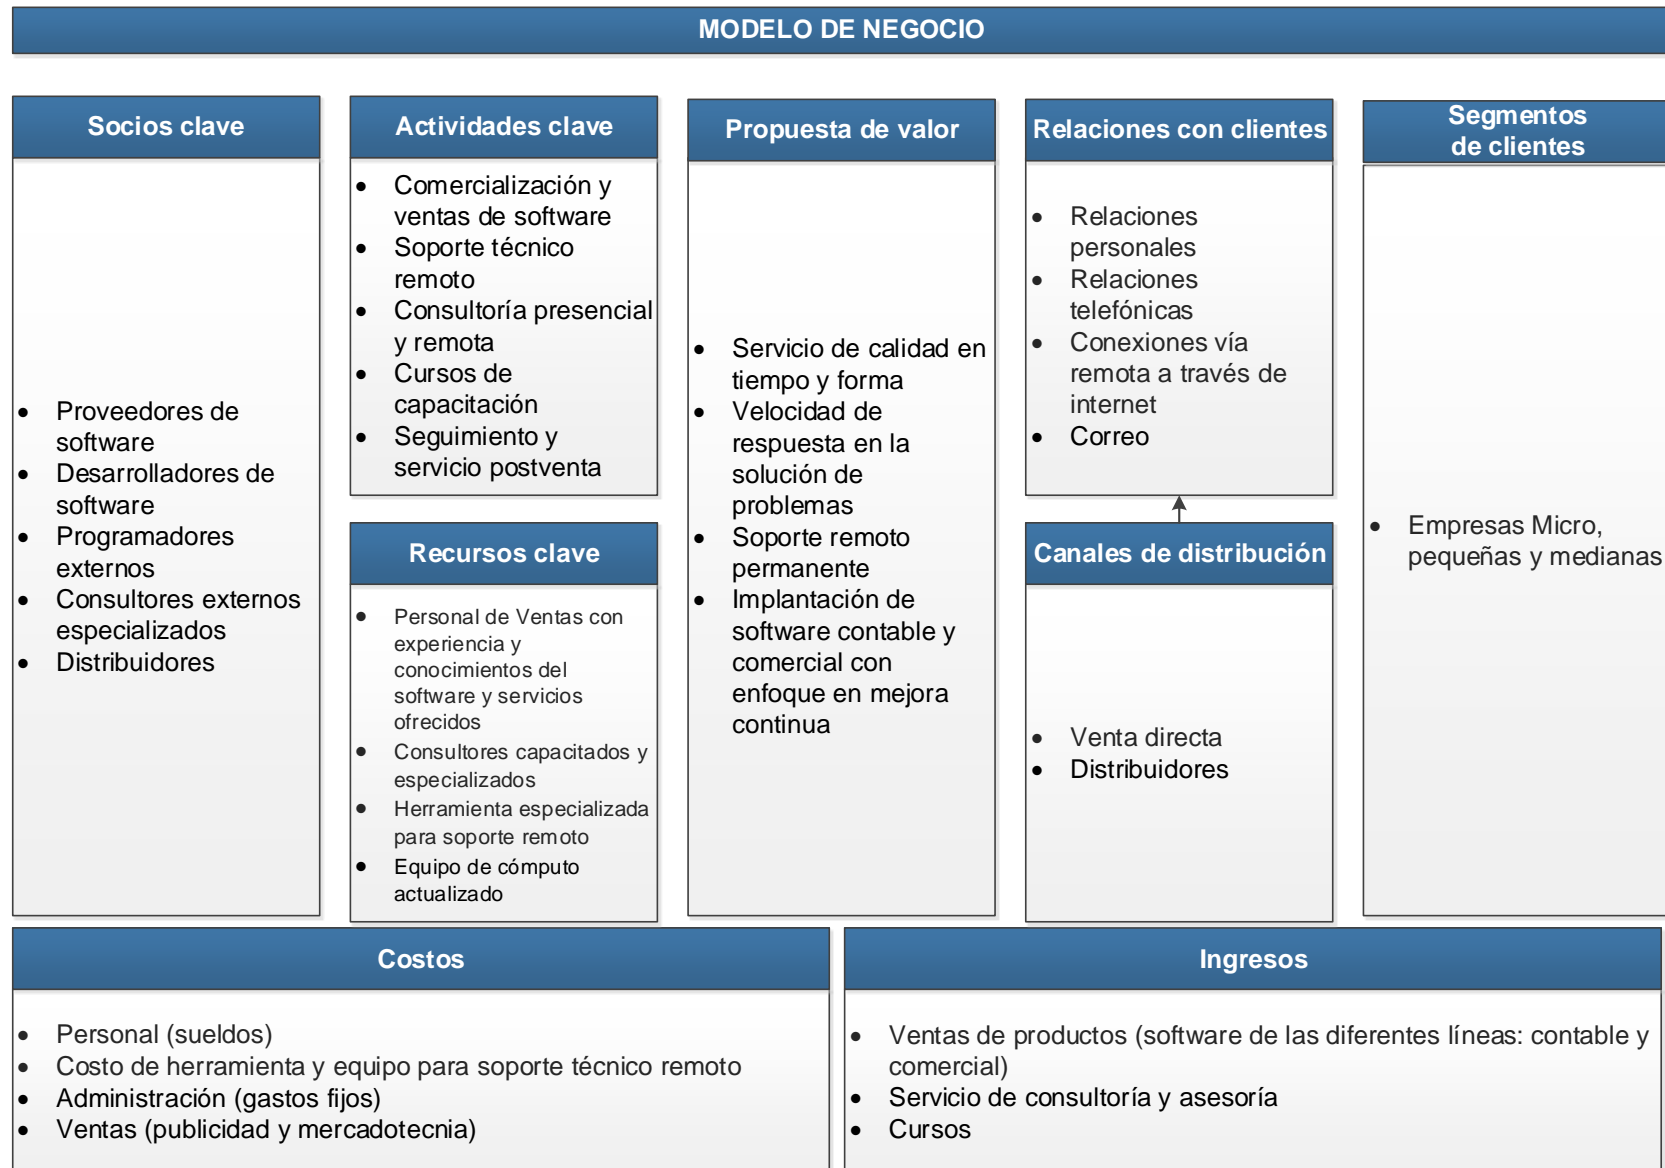 MODELO DE NEGOCIO
Socios clave
• Proveedores de
software
• Desarrolladores de
software
• Programadores
externos
• Consultores externos
especializados
• Distribuidores
Actividades clave
• Comercialización y
ventas de software
• Soporte técnico
remoto
• Consultoría presencial
y remota
• Cursos de
capacitación
• Seguimiento y
servicio postventa
Recursos clave
• Personal de Ventas con
experiencia y
conocimientos del
software y servicios
ofrecidos
• Consultores capacitados y
especializados
• Herramienta especializada
para soporte remoto
• Equipo de cómputo
actualizado
Propuesta de valor
• Servicio de calidad en
tiempo y forma
• Velocidad de
respuesta en la
solución de
problemas
• Soporte remoto
permanente
• Implantación de
software contable y
comercial con
enfoque en mejora
continua
Relaciones con clientes
• Relaciones
personales
• Relaciones
telefónicas
• Conexiones vía
remota a través de
internet
• Correo
Canales de distribución
• Venta directa
• Distribuidores
Segmentos
de clientes
• Empresas Micro,
pequeñas y medianas
Costos
• Personal (sueldos)
• Costo de herramienta y equipo para soporte técnico remoto
• Administración (gastos fijos)
• Ventas (publicidad y mercadotecnia)
Ingresos
• Ventas de productos (software de las diferentes líneas: contable y
comercial)
• Servicio de consultoría y asesoría
• Cursos